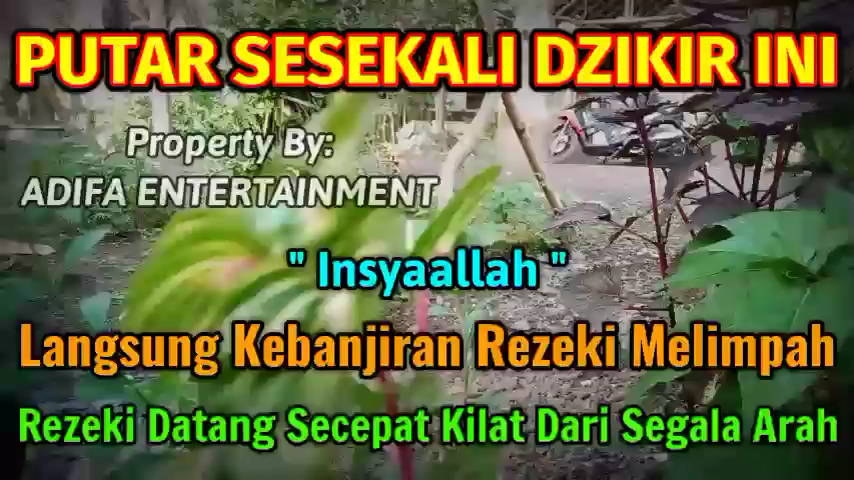 PUTAR SESEKALI DZIKIR INI
Property By:
ADIFA ENTERTAINMENT
" Insyaallah "
Langsung Kebanjiran Rezeki Melimpah
Rezeki Datang Secepat Kilat Dari Segala Arah